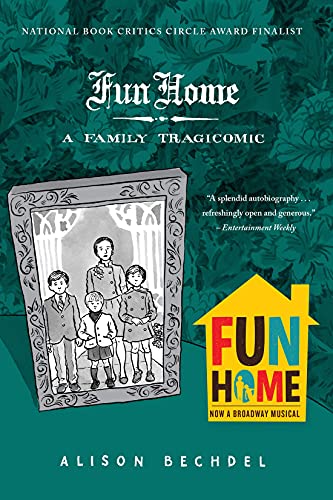 NATIONAL BOOK CRITICS CIRCLE AWARD FINALIST
Fun Home
A FAMILY TRAGICOMIC
“A splendid autobiography . . .
refreshingly open and generous.”
– Entertainment Weekly
FUN
HOME
NOW A BROADWAY MUSICAL
ALISON BECHDEL